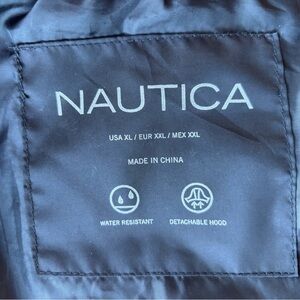 NAUTICA
USA XL / EUR XXL / MEX XXL
MADE IN CHINA
WATER RESISTANT DETACHABLE HOOD